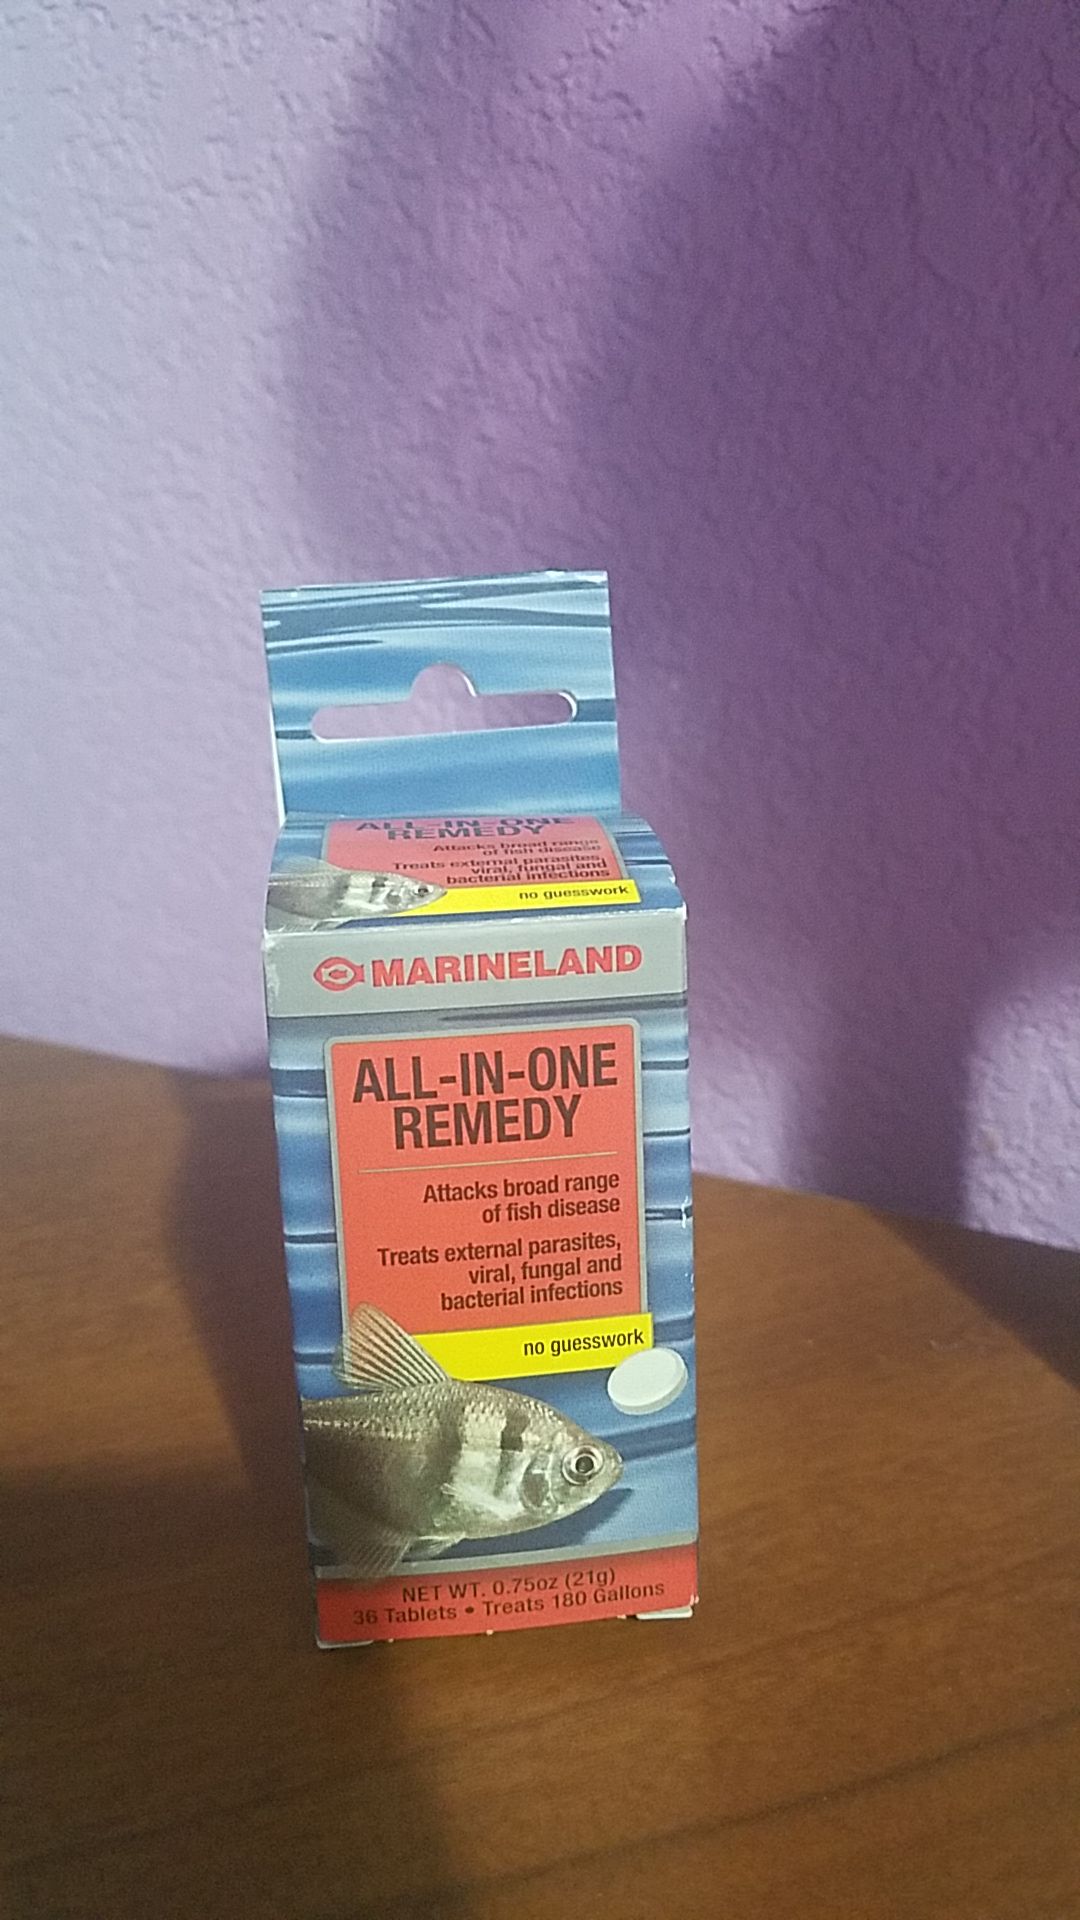 ALL-IN-ONE
REMEDY
Attacks broad range
of fish disease
Treats external parasites,
viral, fungal and
bacterial infections
no guesswork
MARINELAND
ALL-IN-ONE
REMEDY
Attacks broad range
of fish disease
Treats external parasites,
viral, fungal and
bacterial infections
no guesswork
NET WT. 0.75oz (21g)
36 Tablets • Treats 180 Gallons